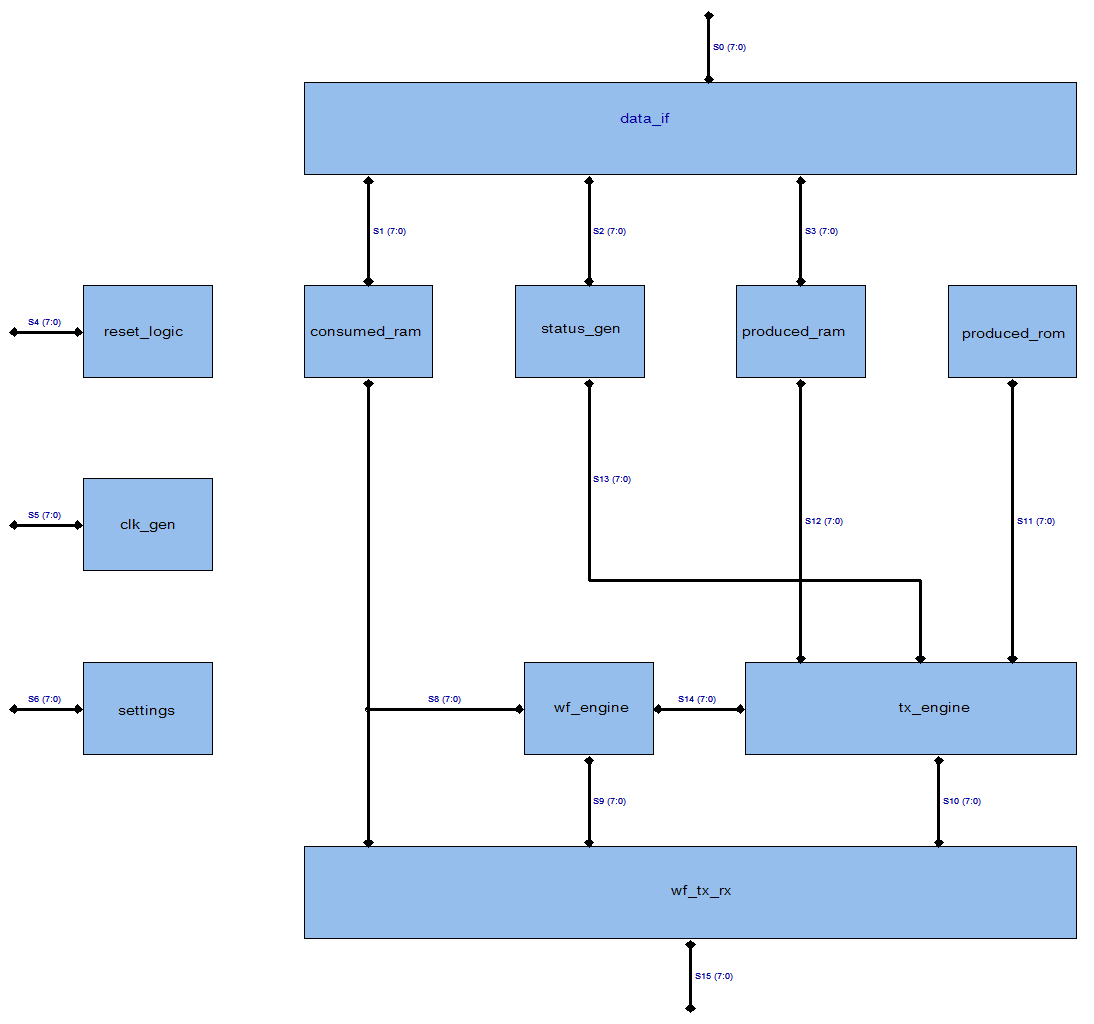 S0 (7:0)
data_if
S1 (7:0)
S2 (7:0)
S3 (7:0)
S4 (7:0)
reset_logic
consumed_ram
status_gen
produced_ram
produced_rom
S13 (7:0)
S5 (7:0)
clk_gen
S12 (7:0)
S11 (7:0)
S6 (7:0)
settings
S8 (7:0)
wf_engine
S14 (7:0)
tx_engine
S9 (7:0)
S10 (7:0)
wf_tx_rx
S15 (7:0)